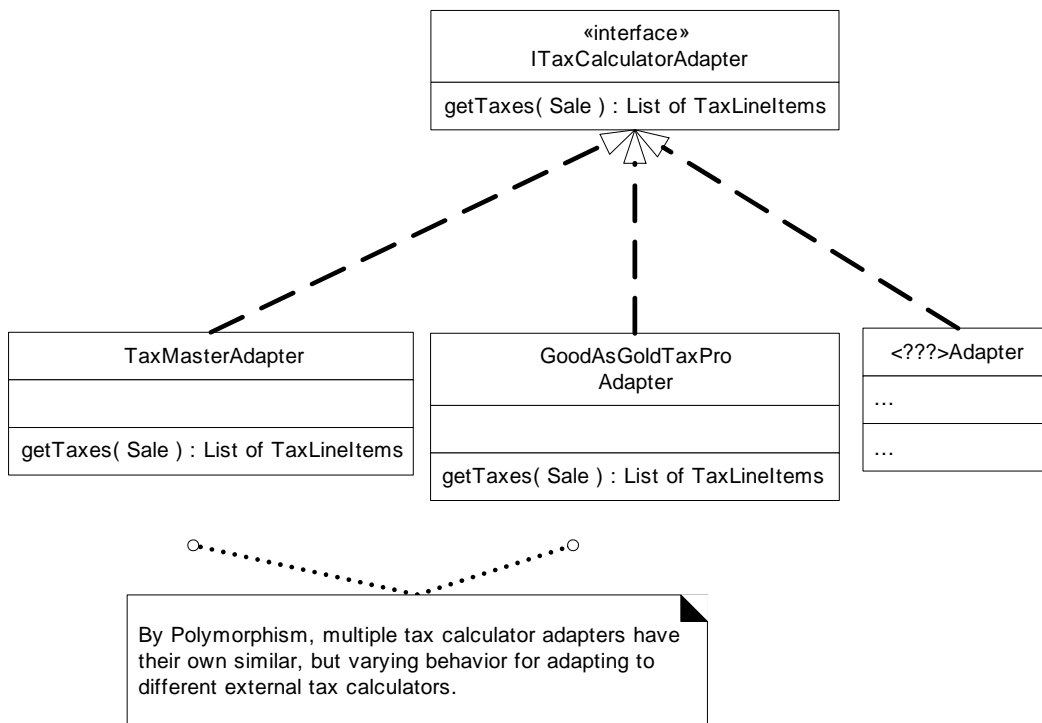 «interface»
ITaxCalculatorAdapter
getTaxes( Sale ) : List of TaxLineItems
TaxMasterAdapter
getTaxes( Sale ) : List of TaxLineItems
GoodAsGoldTaxPro
Adapter
getTaxes( Sale ) : List of TaxLineItems
<???>Adapter
...
...
By Polymorphism, multiple tax calculator adapters have
their own similar, but varying behavior for adapting to
different external tax calculators.